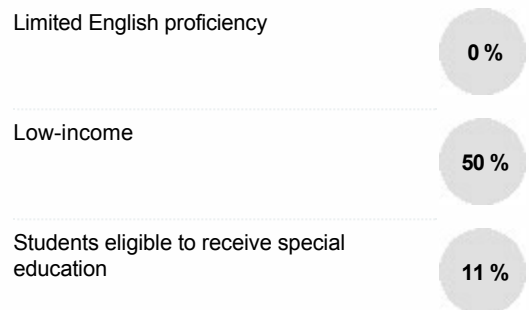 Limited English proficiency
0 %
Low-income
50 %
Students eligible to receive special
education
11 %